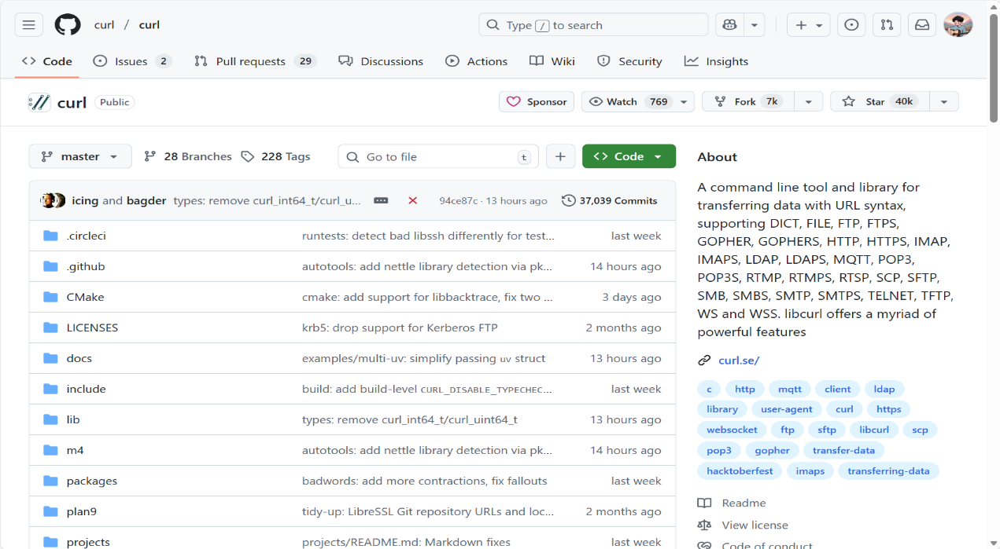 curl / curl
Type / to search
Code
Issues 2
Pull requests 29
Discussions
Actions
Wiki
Security
Insights
curl Public
Sponsor
Watch 769
Fork 7k
Star 40k
master
28 Branches
228 Tags
Go to file t
Code
icing and bagder types: remove curl_int64_t/curl_u... 94ce87c · 13 hours ago 37,039 Commits
.circleci runtests: detect bad libssh differently for test... last week
.github autotools: add nettle library detection via pk... 14 hours ago
CMake cmake: add support for libbacktrace, fix two ... 3 days ago
LICENSES krb5: drop support for Kerberos FTP 2 months ago
docs examples/multi-uv: simplify passing uv struct 13 hours ago
include build: add build-level CURL_DISABLE_TYPECHEC... last week
lib types: remove curl_int64_t/curl_uint64_t 13 hours ago
m4 autotools: add nettle library detection via pk... 14 hours ago
packages badwords: add more contractions, fix fallouts last week
plan9 tidy-up: LibreSSL Git repository URLs and loc... 2 months ago
projects projects/README.md: Markdown fixes last week
About
A command line tool and library for
transferring data with URL syntax,
supporting DICT, FILE, FTP, FTPS,
GOPHER, GOPHERS, HTTP, HTTPS, IMAP,
IMAPS, LDAP, LDAPS, MQTT, POP3,
POP3S, RTMP, RTMPS, RTSP, SCP, SFTP,
SMB, SMBS, SMTP, SMTPS, TELNET, TFTP,
WS and WSS. libcurl offers a myriad of
powerful features
curl.se/
c http mqtt client ldap
library user-agent curl https
websocket ftp sftp libcurl scp
pop3 gopher transfer-data
hacktoberfest imaps transferring-data
Readme
View license
Code of conduct